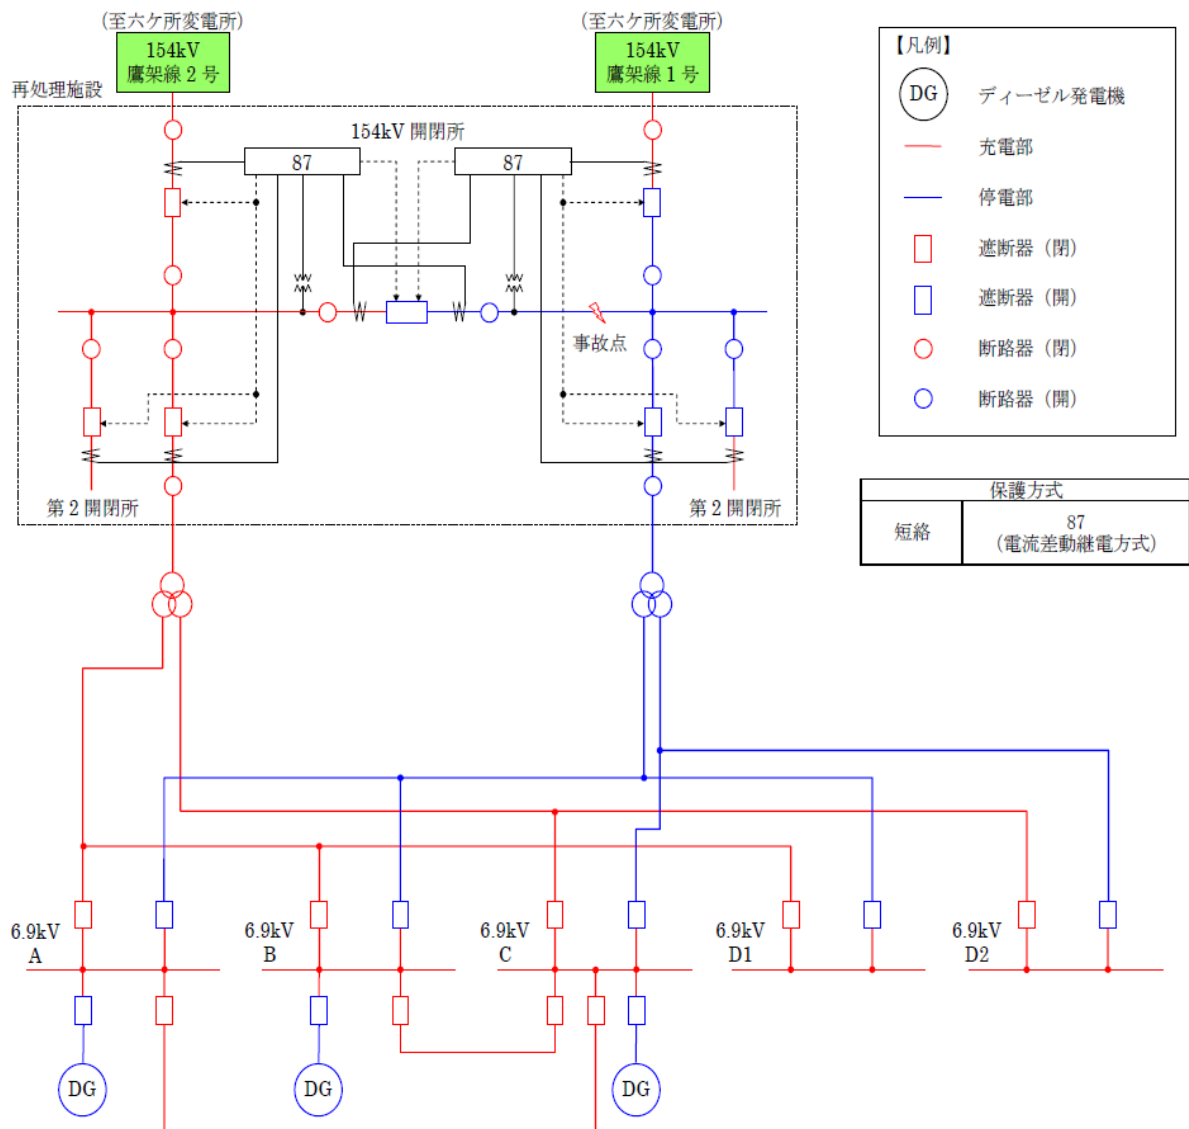 (至六ケ所変電所)
(至六ケ所変電所)
154kV
鷹架線2号
154kV
鷹架線1号
再処理施設
154kV 開閉所
87
87
事故点
第2開閉所
第2開閉所
【凡例】
DG
ディーゼル発電機
充電部
停電部
遮断器(閉)
遮断器(開)
断路器(閉)
断路器(開)
保護方式
短絡
87
(電流差動継電方式)
6.9kV
A
6.9kV
B
6.9kV
C
6.9kV
D1
6.9kV
D2
DG
DG
DG